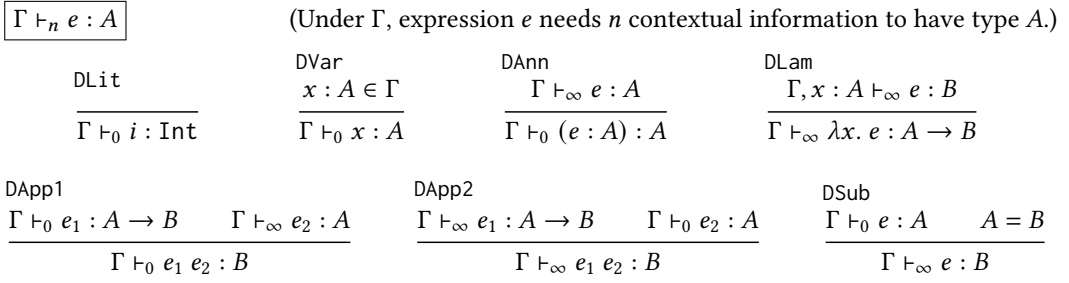 Γ ⊢n e : A (Under Γ, expression e needs n contextual information to have type A.)
DLit
Γ ⊢0 i : Int
DVar
x : A ∈ Γ
Γ ⊢0 x : A
DAnn
Γ ⊢∞ e : A
Γ ⊢0 (e : A) : A
DLam
Γ, x : A ⊢∞ e : B
Γ ⊢∞ λx. e : A → B
DApp1
Γ ⊢0 e1 : A → B Γ ⊢∞ e2 : A
Γ ⊢0 e1 e2 : B
DApp2
Γ ⊢∞ e1 : A → B Γ ⊢0 e2 : A
Γ ⊢∞ e1 e2 : B
DSub
Γ ⊢0 e : A A = B
Γ ⊢∞ e : B